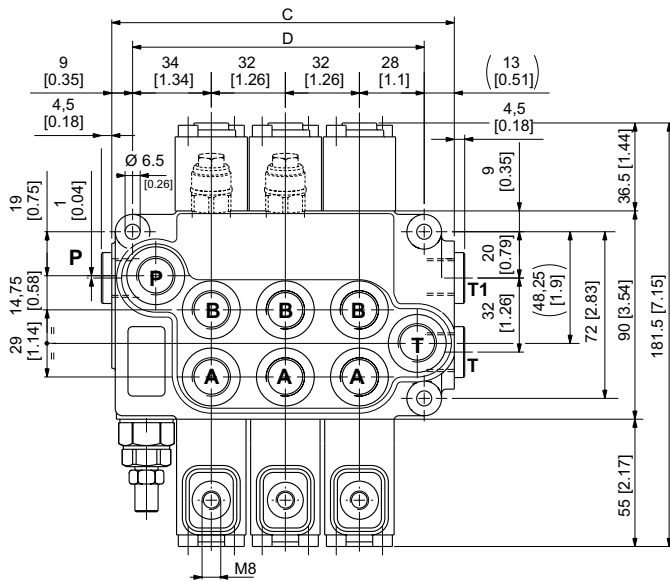 C
D
9
[0.35]
34
[1.34]
32
[1.26]
32
[1.26]
28
[1.1]
(13
[0.51])
4,5
[0.18]
4,5
[0.18]
Ø 6.5
[0.26]
9
[0.35]
36.5 [1.44]
19
[0.75]
1
[0.04]
P
P
20
[0.79]
T1
14,75
[0.58]
B
B
B
32
[1.26]
(48,25
[1.9])
72 [2.83]
90 [3.54]
181.5 [7.15]
29
[1.14]
=
=
T
T
A
A
A
55 [2.17]
M8